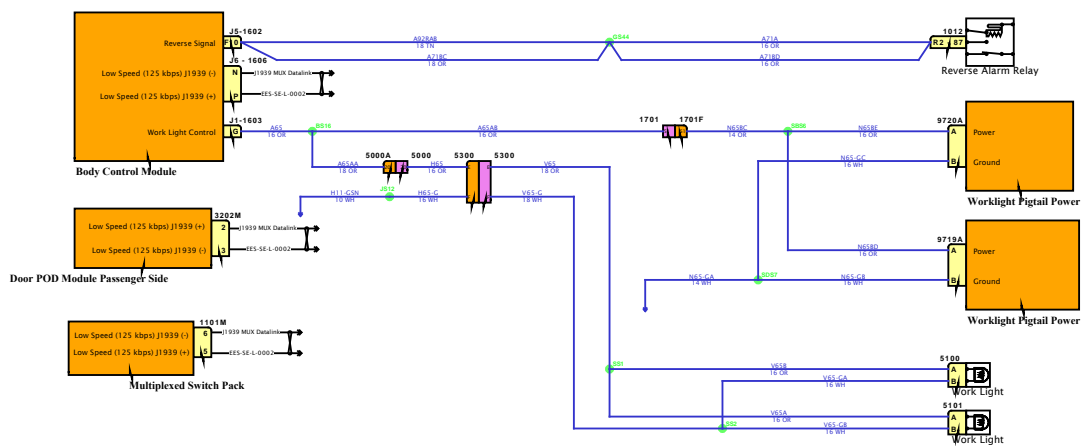 J5-1602
Reverse Signal
F 0
A92RAB
18 TN
A718C
18 OR
GS44
A71A
16 OR
A718D
16 OR
1012
R2 87
Reverse Alarm Relay
J6 - 1606
Low Speed (125 kbps) J1939 (-)
N
J1939 MUX Datalink
Low Speed (125 kbps) J1939 (+)
P
EES-SE-L-0002
J1-1603
Work Light Control
G
A65
16 OR
BS16
A65AB
16 OR
1701
1701F
N65BC
14 OR
SB06
N65BE
16 OR
9720A
A
Power
B
Ground
N65-GC
16 WH
Worklight Pigtail Power
Body Control Module
A65AA
18 OR
5000A
5000
H65
16 OR
5300
5300
V65
18 OR
H11-GSN
10 WH
JS12
H65-G
16 WH
V65-G
18 WH
3202M
Low Speed (125 kbps) J1939 (+)
2
J1939 MUX Datalink
Low Speed (125 kbps) J1939 (-)
3
EES-SE-L-0002
Door POD Module Passenger Side
9719A
N65BD
16 OR
A
Power
N65-GA
14 WH
SDS7
N65-GB
16 WH
B
Ground
Worklight Pigtail Power
1101M
Low Speed (125 kbps) J1939 (-)
6
J1939 MUX Datalink
Low Speed (125 kbps) J1939 (+)
5
EES-SE-L-0002
Multiplexed Switch Pack
SS1
V65B
16 OR
5100
A
V65-GA
16 WH
B
Work Light
V65A
16 OR
5101
A
SS2
V65-GB
16 WH
B
Work Light